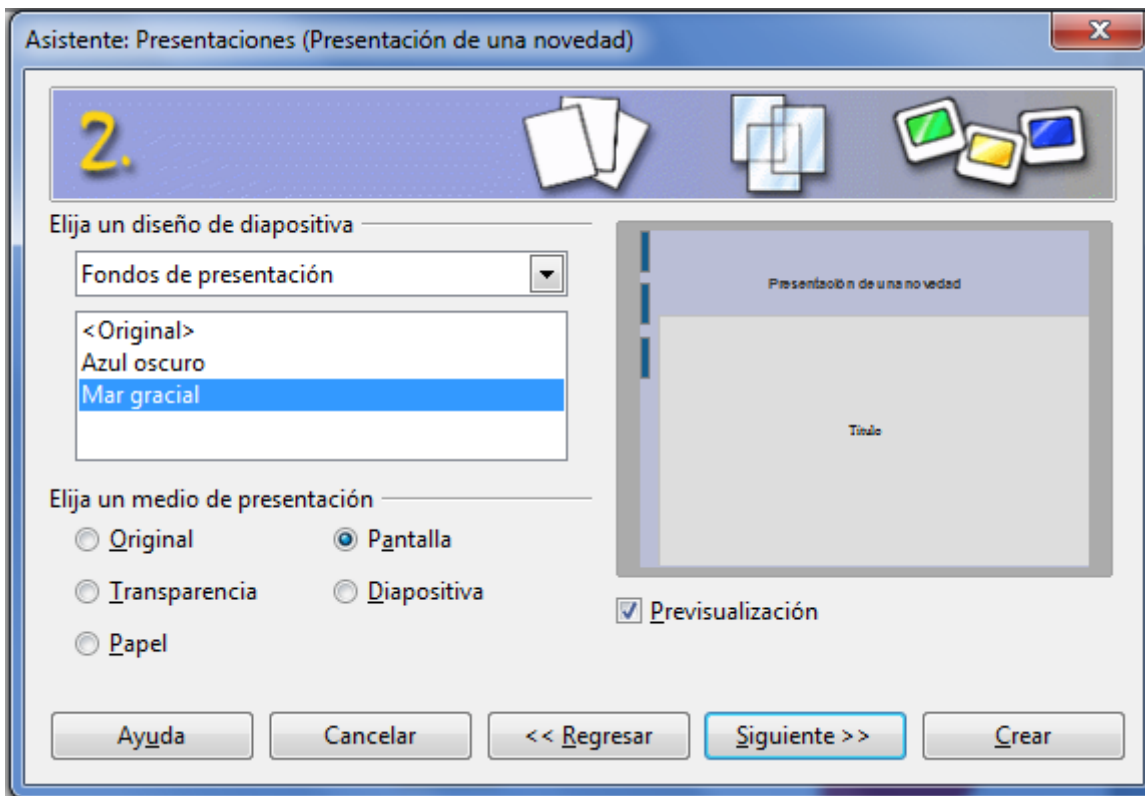 Asistente: Presentaciones (Presentación de una novedad)
2.
Elija un diseño de diapositiva
Fondos de presentación
<Original>
Azul oscuro
Mar gracial
Presentación de una novedad
Título
Elija un medio de presentación
Original
Pantalla
Transparencia
Diapositiva
Papel
Previsualización
Ayuda
Cancelar
<< Regresar
Siguiente >>
Crear